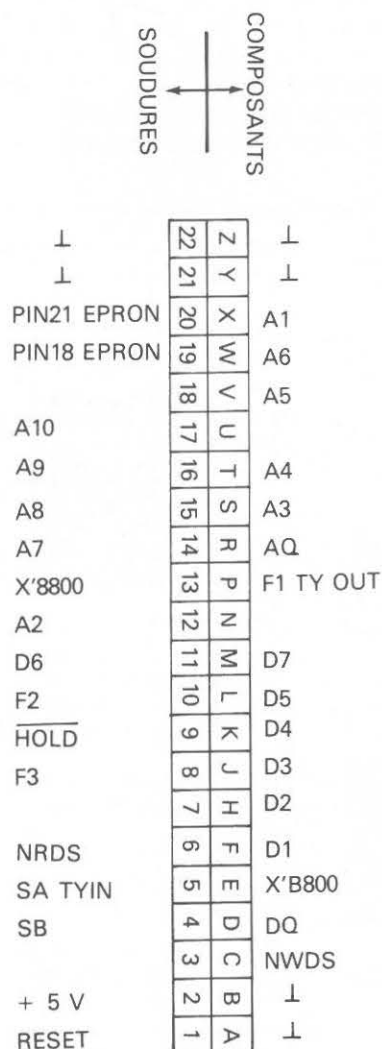 SOUDURES COMPOSANTS
⊥ 22 Z ⊥
⊥ 21 Y ⊥
PIN21 EPRON 20 X A1
PIN18 EPRON 19 W A6
18 V A5
A10 17 U
A9 16 T A4
A8 15 S A3
A7 14 R AQ
X'8800 13 P F1 TY OUT
A2 12 N
D6 11 M D7
F2 10 L D5
HOLD 9 K D4
F3 8 J D3
7 H D2
NRDS 6 F D1
SA TYIN 5 E X'B800
SB 4 D DQ
3 C NWDS
+ 5 V 2 B ⊥
RESET 1 A ⊥